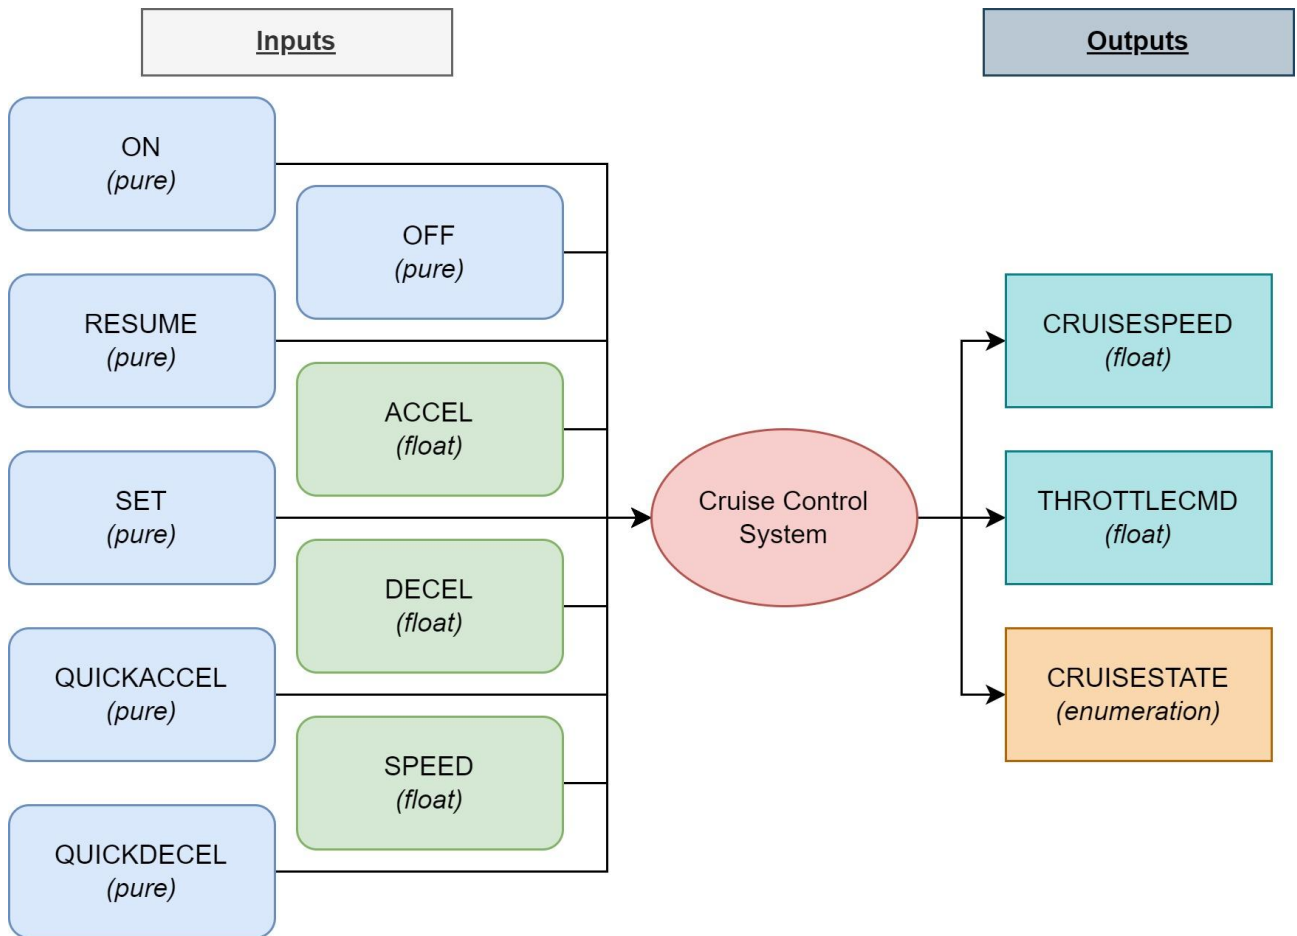 Inputs
Outputs
ON
(pure)
OFF
(pure)
RESUME
(pure)
ACCEL
(float)
SET
(pure)
DECEL
(float)
QUICKACCEL
(pure)
SPEED
(float)
QUICKDECEL
(pure)
Cruise Control
System
CRUISESPEED
(float)
THROTTLECMD
(float)
CRUISESTATE
(enumeration)